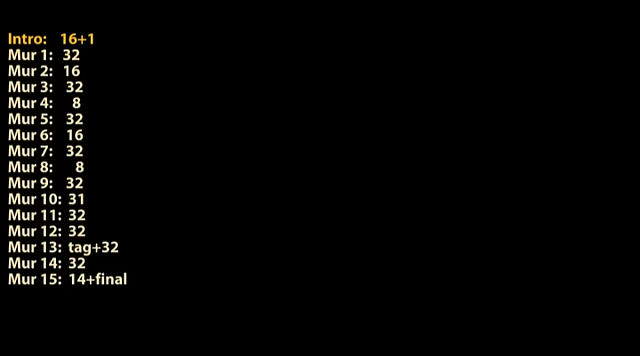 Intro: 16+1
Mur 1: 32
Mur 2: 16
Mur 3: 32
Mur 4: 8
Mur 5: 32
Mur 6: 16
Mur 7: 32
Mur 8: 8
Mur 9: 32
Mur 10: 31
Mur 11: 32
Mur 12: 32
Mur 13: tag+32
Mur 14: 32
Mur 15: 14+final